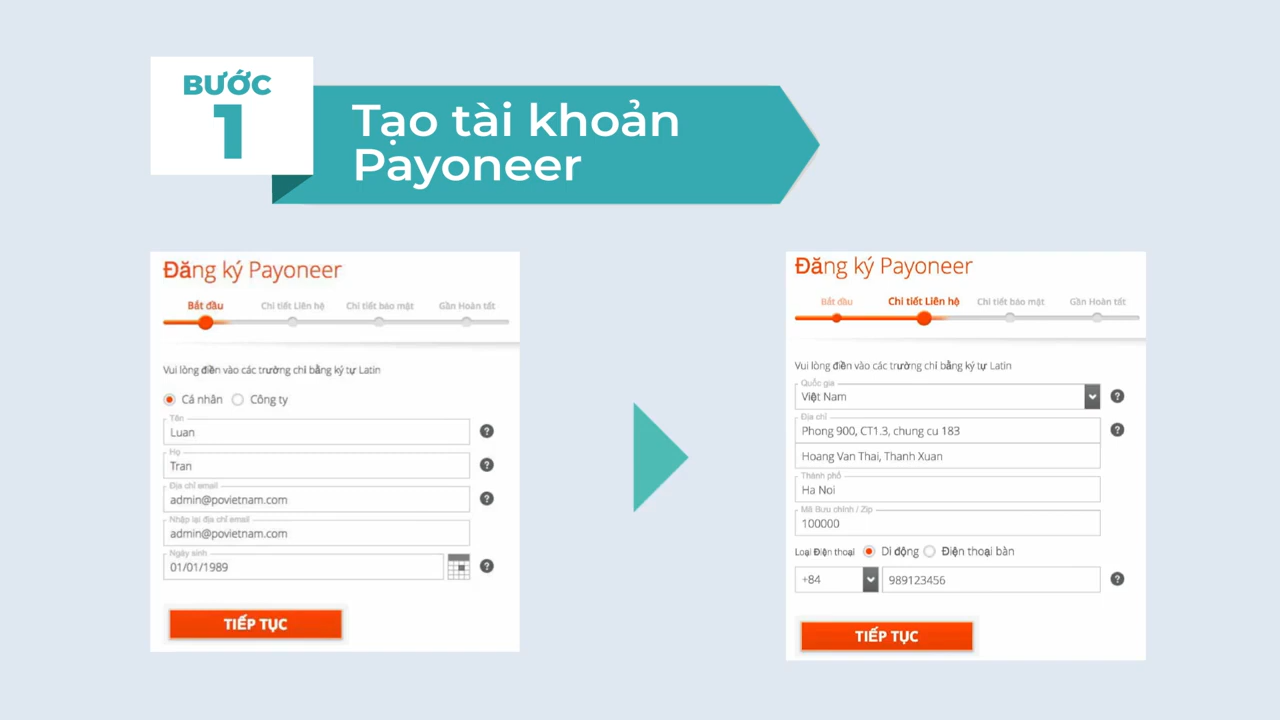 BƯỚC
1
Tạo tài khoản
Payoneer
Đăng ký Payoneer
Bắt đầu Chi tiết Liên hệ Chi tiết bảo mật Gần Hoàn tất
Vui lòng điền vào các trường chỉ bằng ký tự Latin
Cá nhân Công ty
Tên
Luan
Họ
Tran
Địa chỉ email
admin@povietnam.com
Nhập lại địa chỉ email
admin@povietnam.com
Ngày sinh
01/01/1989
TIẾP TỤC
Đăng ký Payoneer
Bắt đầu Chi tiết Liên hệ Chi tiết bảo mật Gần Hoàn tất
Vui lòng điền vào các trường chỉ bằng ký tự Latin
Quốc gia
Việt Nam
Địa chỉ
Phong 900, CT1.3, chung cu 183
Hoang Van Thai, Thanh Xuan
Thành phố
Ha Noi
Mã Bưu chính / Zip
100000
Loại Điện thoại Di động Điện thoại bàn
+84 989123456
TIẾP TỤC